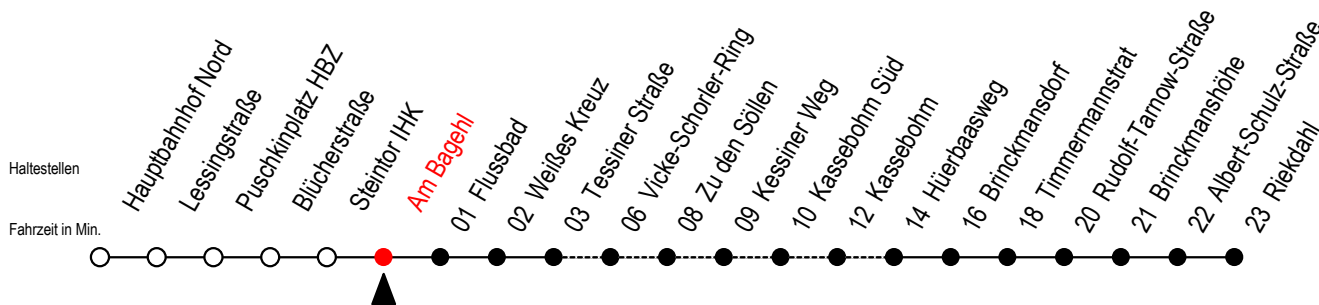 Haltestellen
Fahrzeit in Min.
Hauptbahnhof Nord
Lessingstraße
Puschkinplatz HBZ
Blücherstraße
Steintor IHK
Am Bagehl
01 Flussbad
02 Weißes Kreuz
03 Tessiner Straße
06 Vicke-Schorler-Ring
08 Zu den Söllen
09 Kessiner Weg
10 Kassebohm Süd
12 Kassebohm
14 Hüerbaasweg
16 Brinckmansdorf
18 Timmermannstrat
20 Rudolf-Tarnow-Straße
21 Brinckmanshöhe
22 Albert-Schulz-Straße
23 Riekdahl